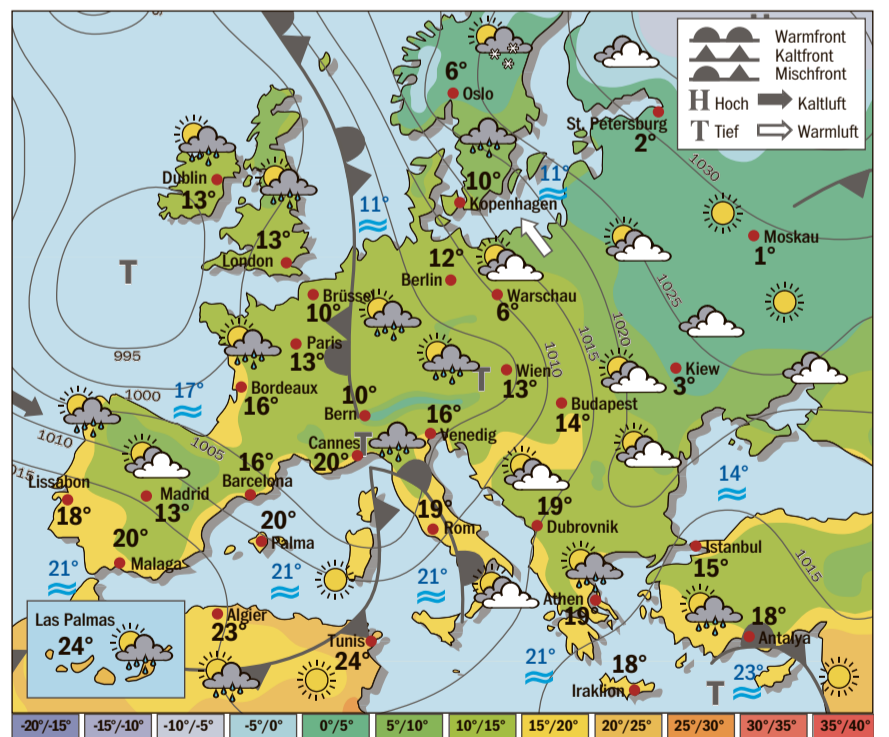 H
Warmfront
Kaltfront
Mischfront
H Hoch
Kaltluft
T Tief
Warmluft
6°
Oslo
St. Petersburg
2°
1030
Dublin
13°
10°
Kopenhagen
11°
11°
Moskau
1°
13°
London
T
12°
Berlin
Warschau
6°
1025
1020
1015
1010
Brüssel
10°
995
Paris
13°
1000
17°
Bordeaux
16°
T
Wien
13°
Kiew
3°
10°
Bern
Budapest
14°
1010
1005
16°
Venedig
T
Cannes
20°
015
16°
Barcelona
Lissabon
18°
Madrid
13°
14°
19°
Rom
19°
Dubrovnik
20°
Palma
20°
Malaga
Istanbul
15°
1015
21°
21°
21°
Athen
19°
Las Palmas
24°
Algier
23°
Tunis
24°
18°
Antalya
21°
18°
Iraklion
T
23°
-20°/-15°
-15°/-10°
-10°/-5°
-5°/0°
0°/5°
5°/10°
10°/15°
15°/20°
20°/25°
25°/30°
30°/35°
35°/40°